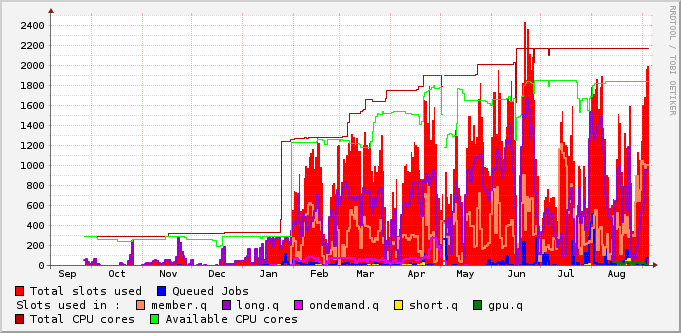 2400
2200
2000
1800
1600
1400
1200
1000
800
600
400
200
0
Sep Oct Nov Dec Jan Feb Mar Apr May Jun Jul Aug
RRDTOOL / TOBI OETIKER
Total slots used Queued Jobs
Slots used in : member.q long.q ondemand.q short.q gpu.q
Total CPU cores Available CPU cores